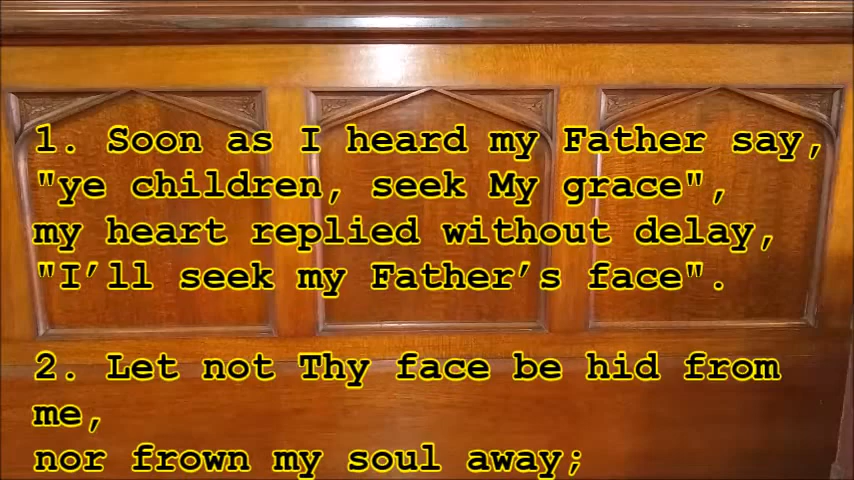 1. Soon as I heard my Father say,
"ye children, seek My grace",
my heart replied without delay,
"I’ll seek my Father’s face".
2. Let not Thy face be hid from
me,
nor frown my soul away;